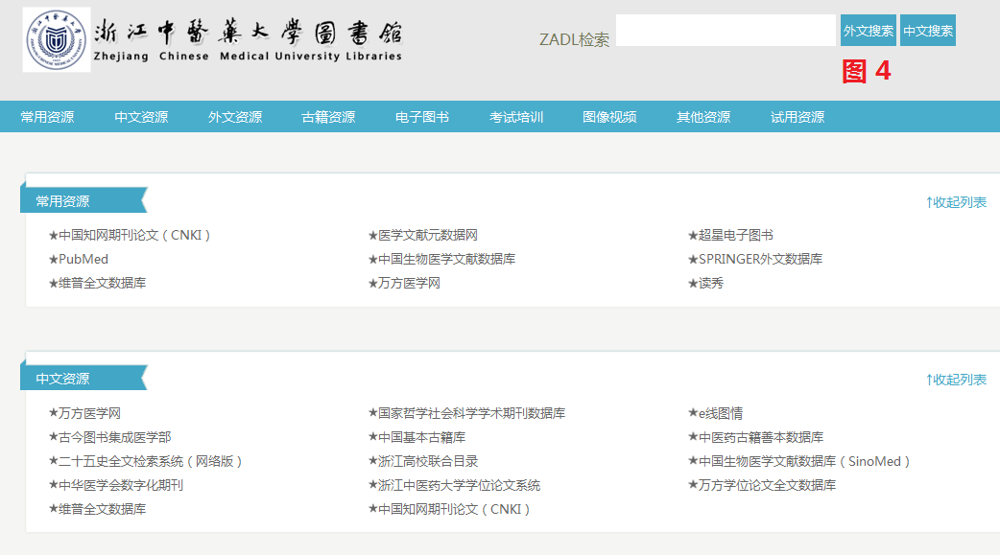 浙江中醫藥大學圖書館
Zhejiang Chinese Medical University Libraries
ZADL检索 外文搜索 中文搜索
图 4
常用资源 中文资源 外文资源 古籍资源 电子图书 考试培训 图像视频 其他资源 试用资源
常用资源 ↑收起列表
★中国知网期刊论文（CNKI） ★医学文献元数据网 ★超星电子图书
★PubMed ★中国生物医学文献数据库 ★SPRINGER外文数据库
★维普全文数据库 ★万方医学网 ★读秀
中文资源 ↑收起列表
★万方医学网 ★国家哲学社会科学学术期刊数据库 ★e线图情
★古今图书集成医学部 ★中国基本古籍库 ★中医药古籍善本数据库
★二十五史全文检索系统（网络版） ★浙江高校联合目录 ★中国生物医学文献数据库（SinoMed）
★中华医学会数字化期刊 ★浙江中医药大学学位论文系统 ★万方学位论文全文数据库
★维普全文数据库 ★中国知网期刊论文（CNKI）